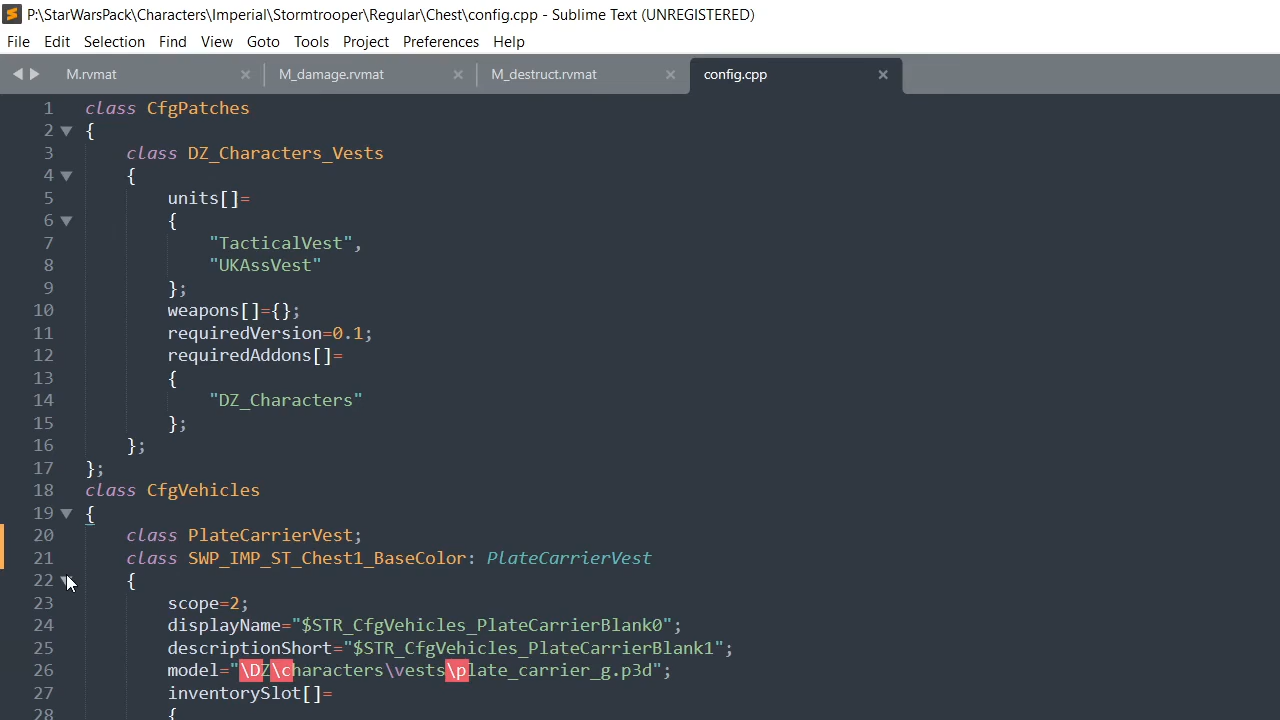 P:\StarWarsPack\Characters\Imperial\Stormtrooper\Regular\Chest\config.cpp - Sublime Text (UNREGISTERED)
File Edit Selection Find View Goto Tools Project Preferences Help
M.rvmat × M_damage.rvmat × M_destruct.rvmat × config.cpp ×
1 class CfgPatches
2 {
3 class DZ_Characters_Vests
4 {
5 units[]=
6 {
7 "TacticalVest",
8 "UKAssVest"
9 };
10 weapons[]={};
11 requiredVersion=0.1;
12 requiredAddons[]=
13 {
14 "DZ_Characters"
15 };
16 };
17 };
18 class CfgVehicles
19 {
20 class PlateCarrierVest;
21 class SWP_IMP_ST_Chest1_BaseColor: PlateCarrierVest
22 {
23 scope=2;
24 displayName="$STR_CfgVehicles_PlateCarrierBlank0";
25 descriptionShort="$STR_CfgVehicles_PlateCarrierBlank1";
26 model="\DZ\characters\vests\plate_carrier_g.p3d";
27 inventorySlot[]=
28 {